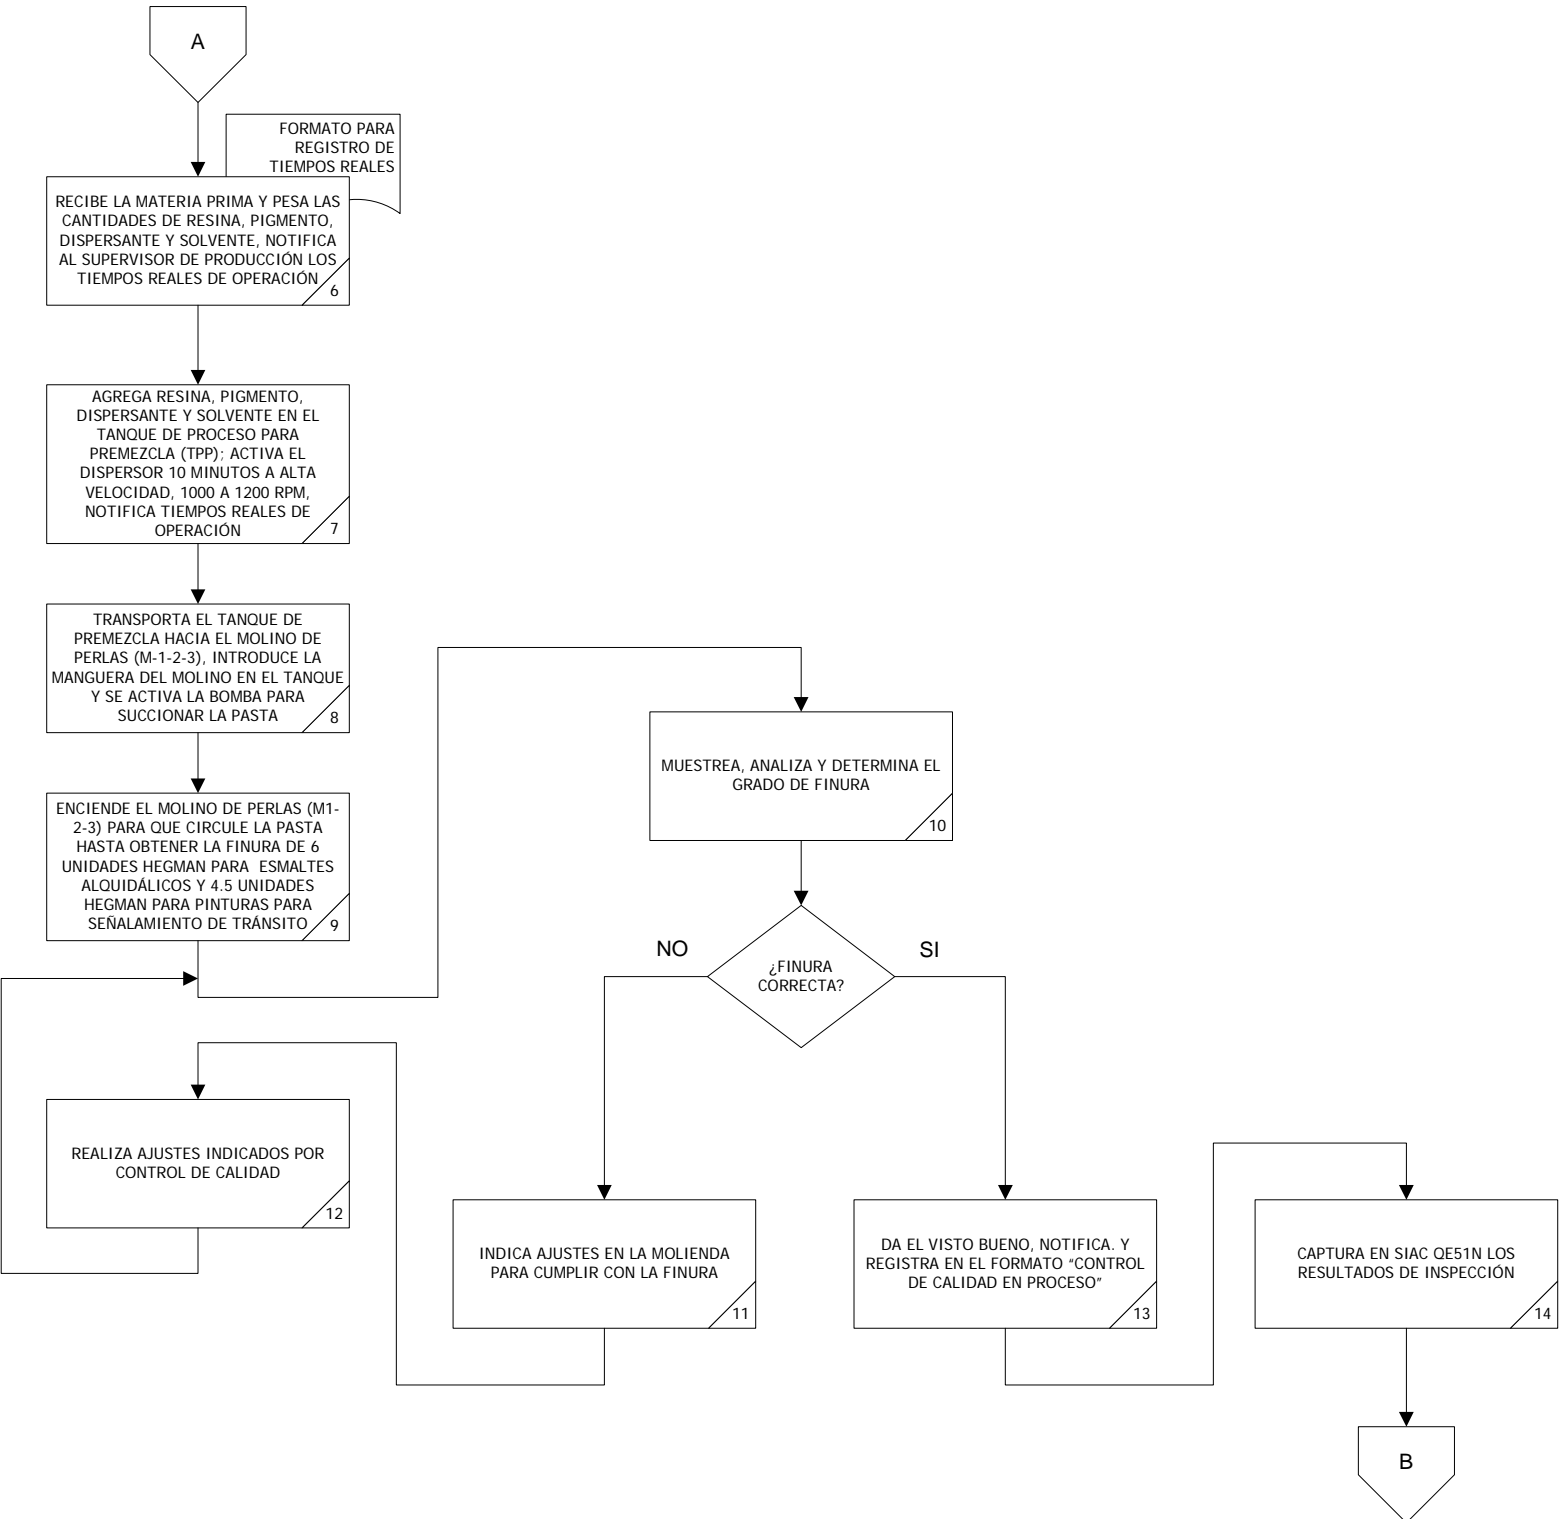 A
FORMATO PARA
REGISTRO DE
TIEMPOS REALES
RECIBE LA MATERIA PRIMA Y PESA LAS
CANTIDADES DE RESINA, PIGMENTO,
DISPERSANTE Y SOLVENTE, NOTIFICA
AL SUPERVISOR DE PRODUCCIÓN LOS
TIEMPOS REALES DE OPERACIÓN
6
AGREGA RESINA, PIGMENTO,
DISPERSANTE Y SOLVENTE EN EL
TANQUE DE PROCESO PARA
PREMEZCLA (TPP); ACTIVA EL
DISPERSOR 10 MINUTOS A ALTA
VELOCIDAD, 1000 A 1200 RPM,
NOTIFICA TIEMPOS REALES DE
OPERACIÓN
7
TRANSPORTA EL TANQUE DE
PREMEZCLA HACIA EL MOLINO DE
PERLAS (M-1-2-3), INTRODUCE LA
MANGUERA DEL MOLINO EN EL TANQUE
Y SE ACTIVA LA BOMBA PARA
SUCCIONAR LA PASTA
8
ENCIENDE EL MOLINO DE PERLAS (M1-
2-3) PARA QUE CIRCULE LA PASTA
HASTA OBTENER LA FINURA DE 6
UNIDADES HEGMAN PARA ESMALTES
ALQUIDÁLICOS Y 4.5 UNIDADES
HEGMAN PARA PINTURAS PARA
SEÑALAMIENTO DE TRÁNSITO
9
MUESTREA, ANALIZA Y DETERMINA EL
GRADO DE FINURA
10
¿FINURA
CORRECTA?
NO
SI
INDICA AJUSTES EN LA MOLIENDA
PARA CUMPLIR CON LA FINURA
11
REALIZA AJUSTES INDICADOS POR
CONTROL DE CALIDAD
12
DA EL VISTO BUENO, NOTIFICA. Y
REGISTRA EN EL FORMATO “CONTROL
DE CALIDAD EN PROCESO”
13
CAPTURA EN SIAC QE51N LOS
RESULTADOS DE INSPECCIÓN
14
B